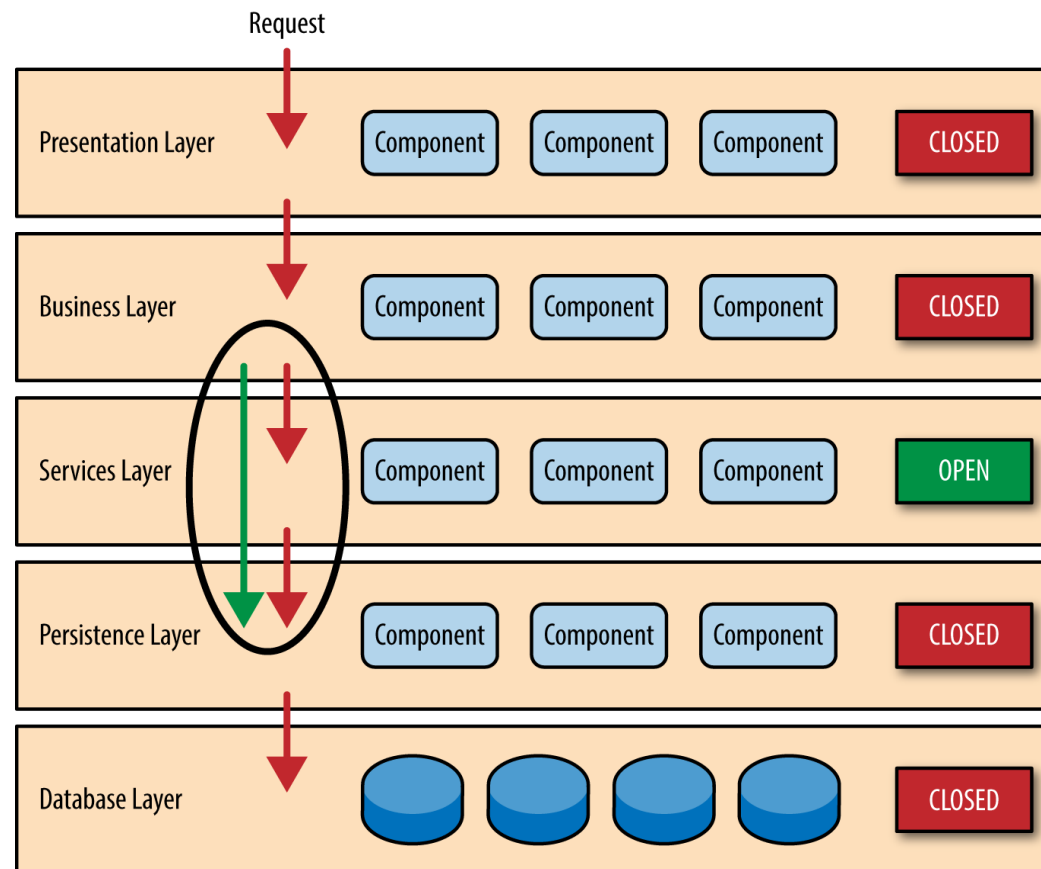 Request
Presentation Layer Component Component Component CLOSED
Business Layer Component Component Component CLOSED
Services Layer Component Component Component OPEN
Persistence Layer Component Component Component CLOSED
Database Layer CLOSED